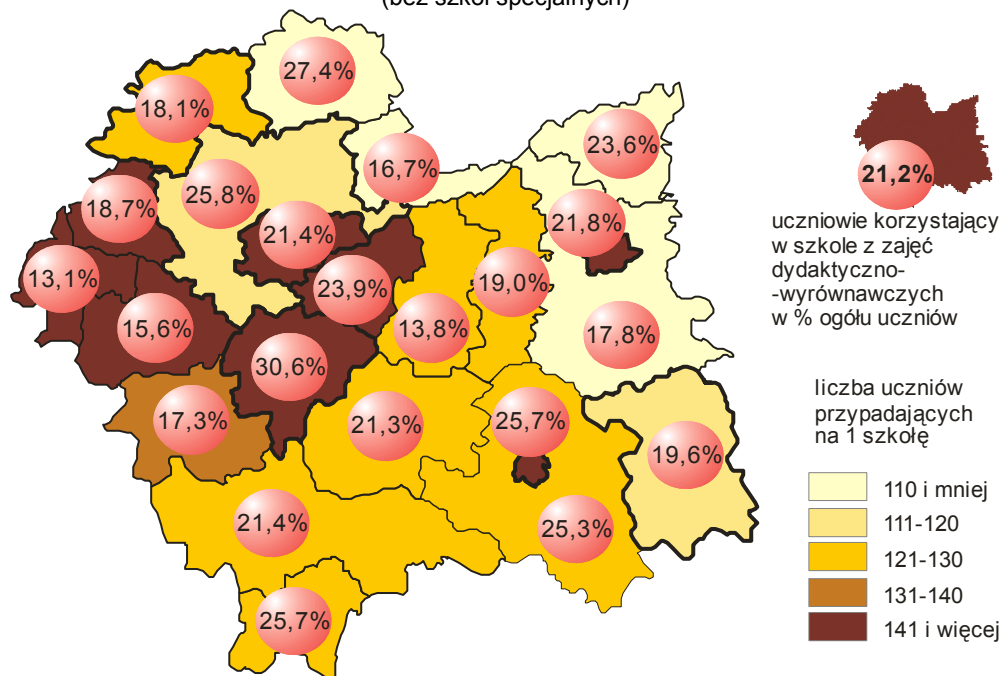 (bez szkół specjalnych)
27,4%
18,1%
23,6%
16,7%
25,8%
18,7%
21,8%
21,4%
13,1%
23,9%
19,0%
15,6%
13,8%
17,8%
30,6%
17,3%
21,3%
25,7%
19,6%
21,4%
25,3%
25,7%
21,2%
uczniowie korzystający
w szkole z zajęć
dydaktyczno-
-wyrównawczych
w % ogółu uczniów
liczba uczniów
przypadających
na 1 szkołę
110 i mniej
111-120
121-130
131-140
141 i więcej